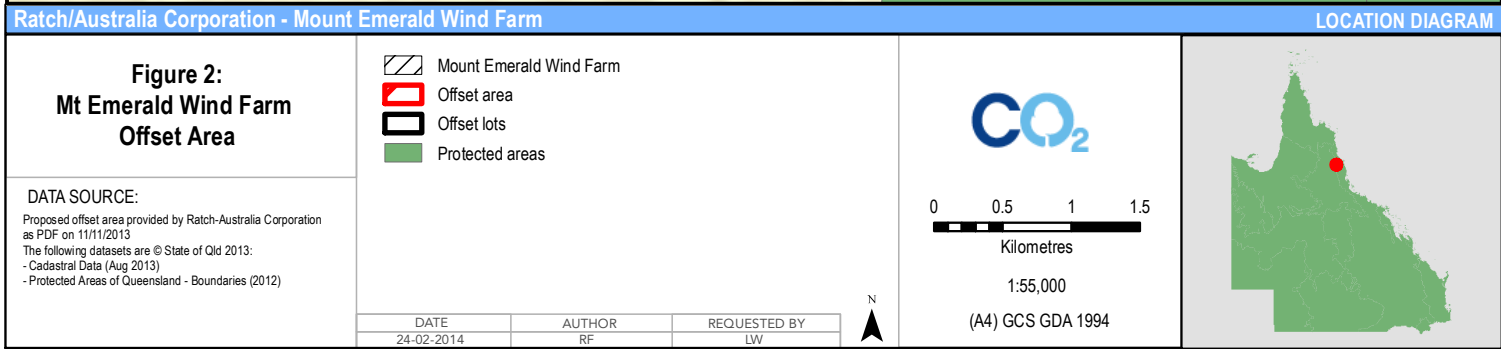 Ratch/Australia Corporation - Mount Emerald Wind Farm
LOCATION DIAGRAM
Figure 2:
Mt Emerald Wind Farm
Offset Area
DATA SOURCE:
Proposed offset area provided by Ratch-Australia Corporation
as PDF on 11/11/2013
The following datasets are © State of Qld 2013:
- Cadastral Data (Aug 2013)
- Protected Areas of Queensland - Boundaries (2012)
Mount Emerald Wind Farm
Offset area
Offset lots
Protected areas
DATE AUTHOR REQUESTED BY
24-02-2014 RF LW
N
CO2
0 0.5 1 1.5
Kilometres
1:55,000
(A4) GCS GDA 1994